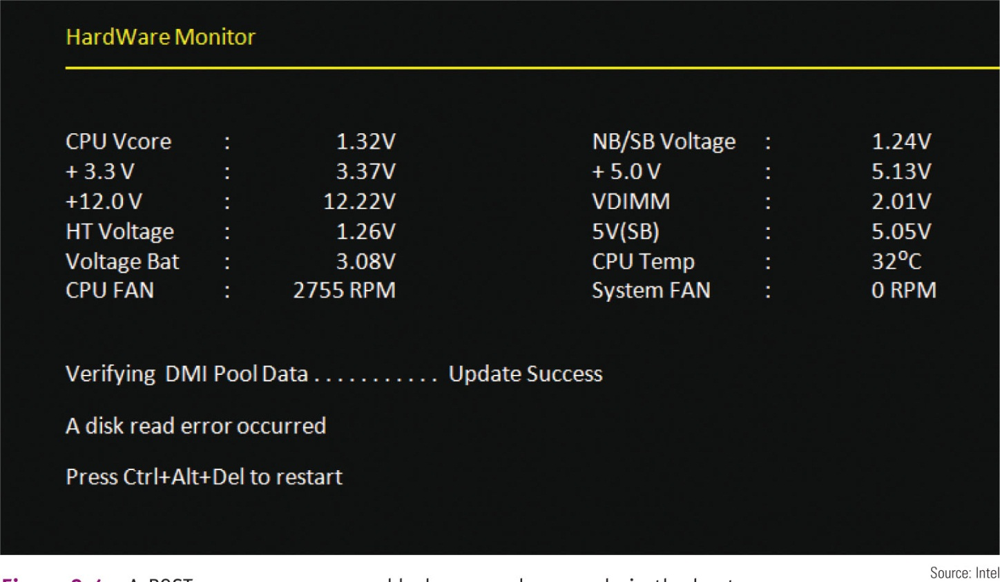 HardWare Monitor
CPU Vcore : 1.32V NB/SB Voltage : 1.24V
+ 3.3 V : 3.37V + 5.0 V : 5.13V
+12.0 V : 12.22V VDIMM : 2.01V
HT Voltage : 1.26V 5V(SB) : 5.05V
Voltage Bat : 3.08V CPU Temp : 32°C
CPU FAN : 2755 RPM System FAN : 0 RPM
Verifying DMI Pool Data . . . . . . . . . . . Update Success
A disk read error occurred
Press Ctrl+Alt+Del to restart
Source: Intel
A POST